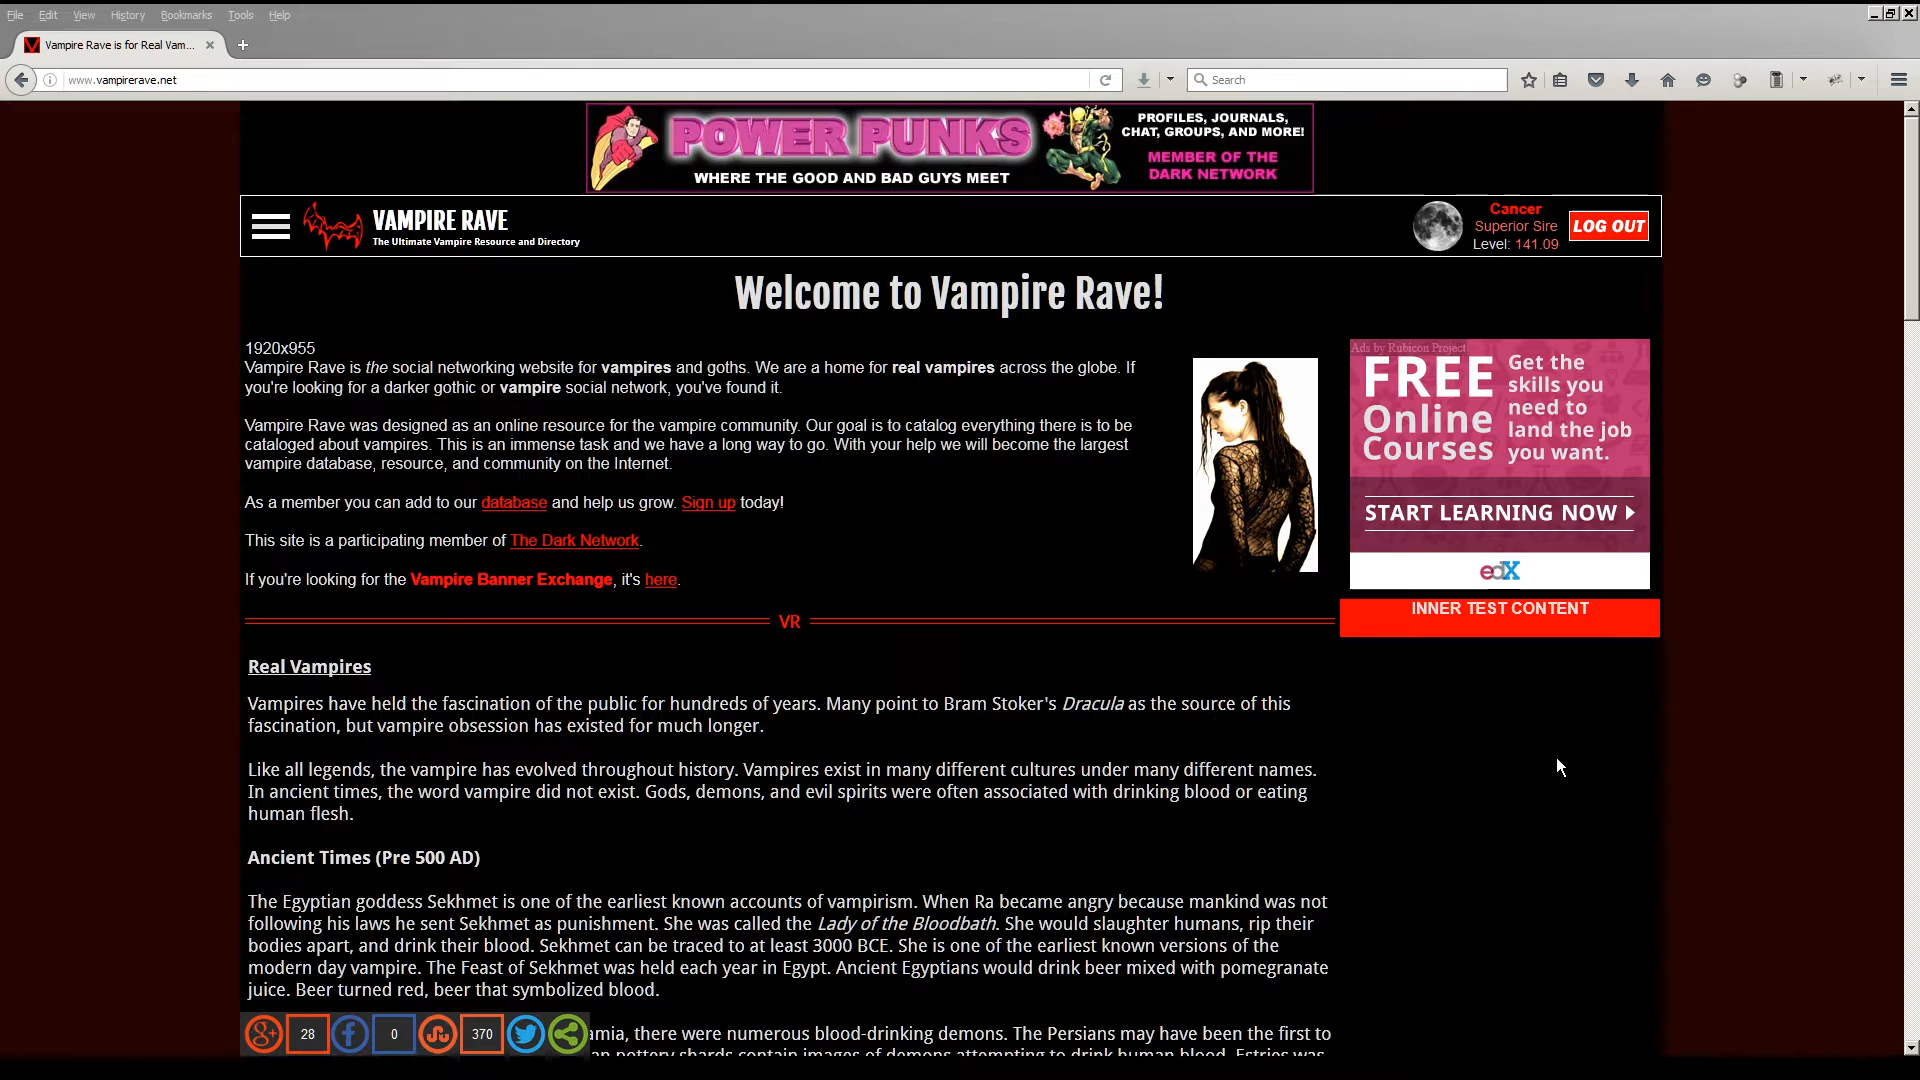 File Edit View History Bookmarks Tools Help
Vampire Rave is for Real Vam...
www.vampirerave.net
Search
POWER PUNKS
WHERE THE GOOD AND BAD GUYS MEET
PROFILES, JOURNALS,
CHAT, GROUPS, AND MORE!
MEMBER OF THE
DARK NETWORK
VAMPIRE RAVE
The Ultimate Vampire Resource and Directory
Cancer
Superior Sire
Level: 141.09
LOG OUT
Welcome to Vampire Rave!
1920x955
Vampire Rave is the social networking website for vampires and goths. We are a home for real vampires across the globe. If
you're looking for a darker gothic or vampire social network, you've found it.
Vampire Rave was designed as an online resource for the vampire community. Our goal is to catalog everything there is to be
cataloged about vampires. This is an immense task and we have a long way to go. With your help we will become the largest
vampire database, resource, and community on the Internet.
As a member you can add to our database and help us grow. Sign up today!
This site is a participating member of The Dark Network.
If you're looking for the Vampire Banner Exchange, it's here.
Ads by Rubicon Project
FREE
Online
Courses
Get the
skills you
need to
land the job
you want.
START LEARNING NOW
edX
INNER TEST CONTENT
VR
Real Vampires
Vampires have held the fascination of the public for hundreds of years. Many point to Bram Stoker's Dracula as the source of this
fascination, but vampire obsession has existed for much longer.
Like all legends, the vampire has evolved throughout history. Vampires exist in many different cultures under many different names.
In ancient times, the word vampire did not exist. Gods, demons, and evil spirits were often associated with drinking blood or eating
human flesh.
Ancient Times (Pre 500 AD)
The Egyptian goddess Sekhmet is one of the earliest known accounts of vampirism. When Ra became angry because mankind was not
following his laws he sent Sekhmet as punishment. She was called the Lady of the Bloodbath. She would slaughter humans, rip their
bodies apart, and drink their blood. Sekhmet can be traced to at least 3000 BCE. She is one of the earliest known versions of the
modern day vampire. The Feast of Sekhmet was held each year in Egypt. Ancient Egyptians would drink beer mixed with pomegranate
juice. Beer turned red, beer that symbolized blood.
28 0 370
amia, there were numerous blood-drinking demons. The Persians may have been the first to
an pottery shards contain images of demons attempting to drink human blood. Estries was